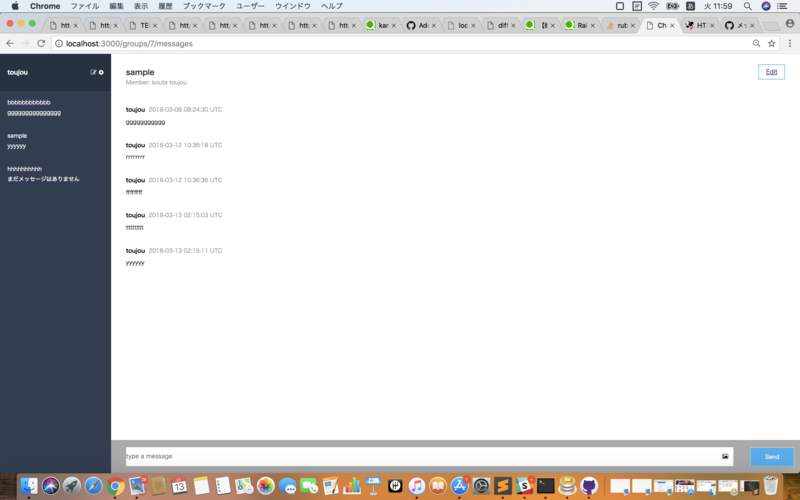 Chrome ファイル 編集 表示 履歴 ブックマーク ユーザー ウインドウ ヘルプ
火 11:59
htt htt TE htt htt htt htt htt kar Ad loc diff Rai rub Ch HT メ
localhost:3000/groups/7/messages
toujou
bbbbbbbbbbbb
ggggggggggggggg
sample
yyyyyy
hhhhhhhhhh
まだメッセージはありません
sample
Member: kouta toujou
Edit
toujou 2018-03-08 08:24:30 UTC
ggggggggggg
toujou 2018-03-12 10:36:18 UTC
rrrrrrrr
toujou 2018-03-12 10:36:36 UTC
ffffffff
toujou 2018-03-13 02:15:03 UTC
tttttttt
toujou 2018-03-13 02:15:11 UTC
yyyyyy
type a message
Send
13